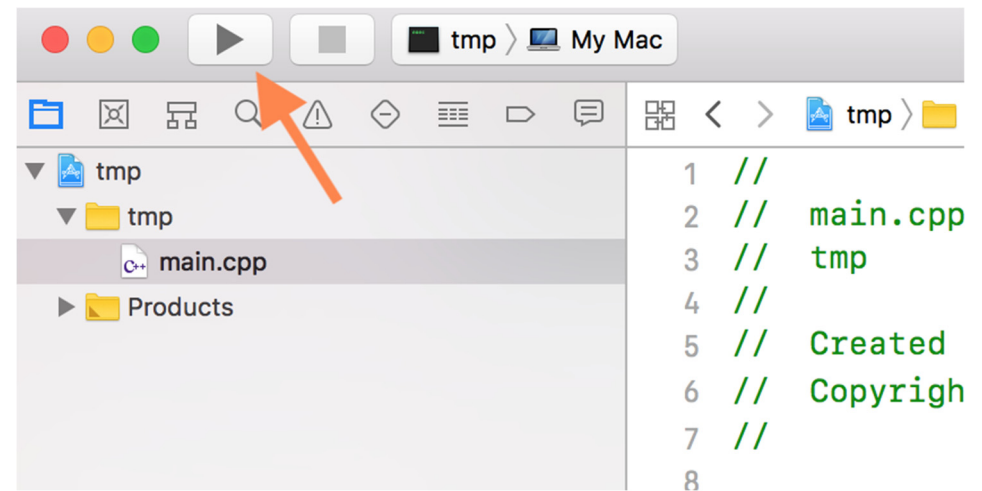 tmp 〉 My Mac
tmp 〉
tmp
tmp
C++ main.cpp
Products
1 //
2 // main.cpp
3 // tmp
4 //
5 // Created
6 // Copyrigh
7 //
8